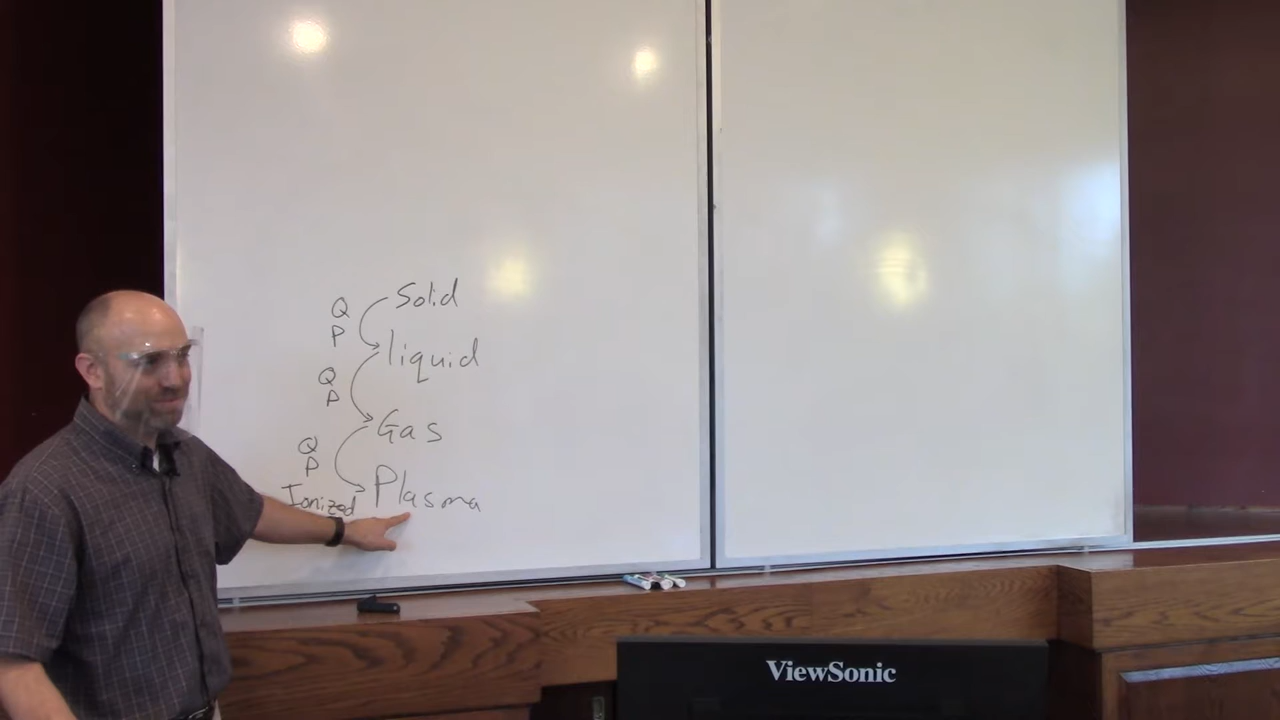 Q Solid
P
liquid
Q
P
Gas
Q
P
Ionized Plasma
ViewSonic